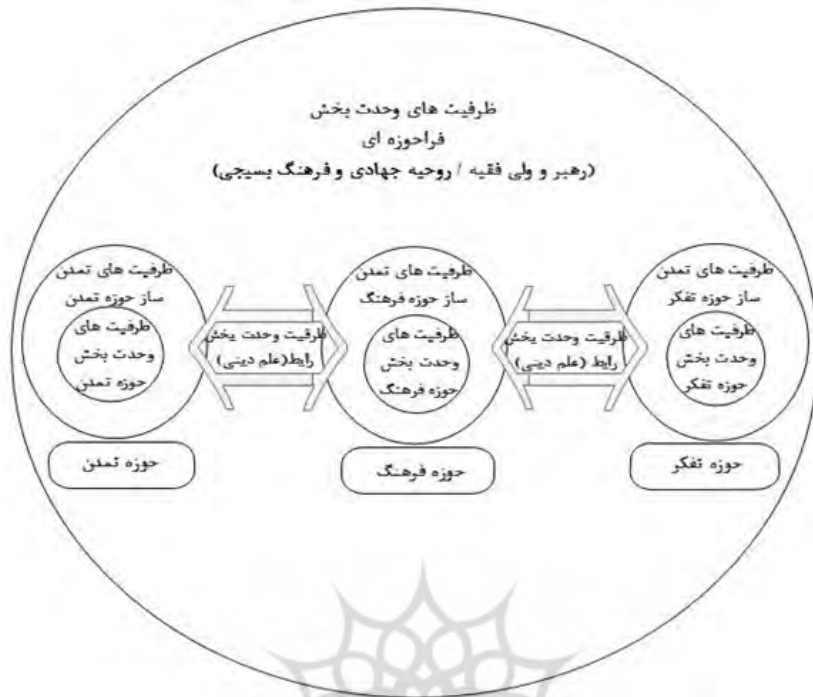 ظرفیت های وحدت بخش
فراحوزه ای
(رهبر و ولی فقیه / روحیه جهادی و فرهنگ بسیجی)
ظرفیت های تمدن
ساز حوزه تفکر
ظرفیت های
وحدت بخش
حوزه تفکر
حوزه تفکر
ظرفیت وحدت بخش
رابط (علم دینی)
ظرفیت های تمدن
ساز حوزه فرهنگ
ظرفیت های
وحدت بخش
حوزه فرهنگ
حوزه فرهنگ
ظرفیت وحدت بخش
رابط(علم دینی)
ظرفیت های تمدن
ساز حوزه تمدن
ظرفیت های
وحدت بخش
حوزه تمدن
حوزه تمدن